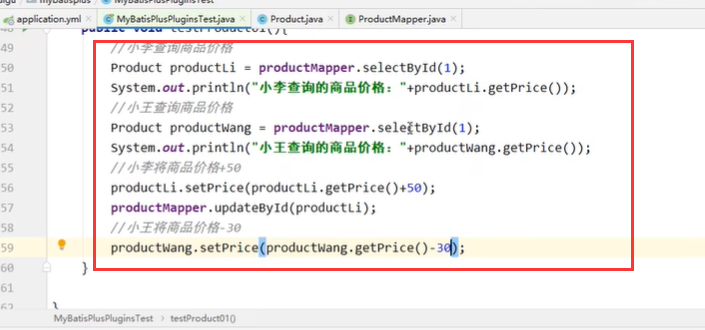 mybatisplus MyBatisPlusPluginsTest
application.yml MyBatisPlusPluginsTest.java Product.java ProductMapper.java
48 public void testProduct01(){
49 //小李查询商品价格
50 Product productLi = productMapper.selectById(1);
51 System.out.println("小李查询的商品价格："+productLi.getPrice());
52 //小王查询商品价格
53 Product productWang = productMapper.selectById(1);
54 System.out.println("小王查询的商品价格："+productWang.getPrice());
55 //小李将商品价格+50
56 productLi.setPrice(productLi.getPrice()+50);
57 productMapper.updateById(productLi);
58 //小王将商品价格-30
59 productWang.setPrice(productWang.getPrice()-30);
60 }
61
62 }
MyBatisPlusPluginsTest › testProduct01()